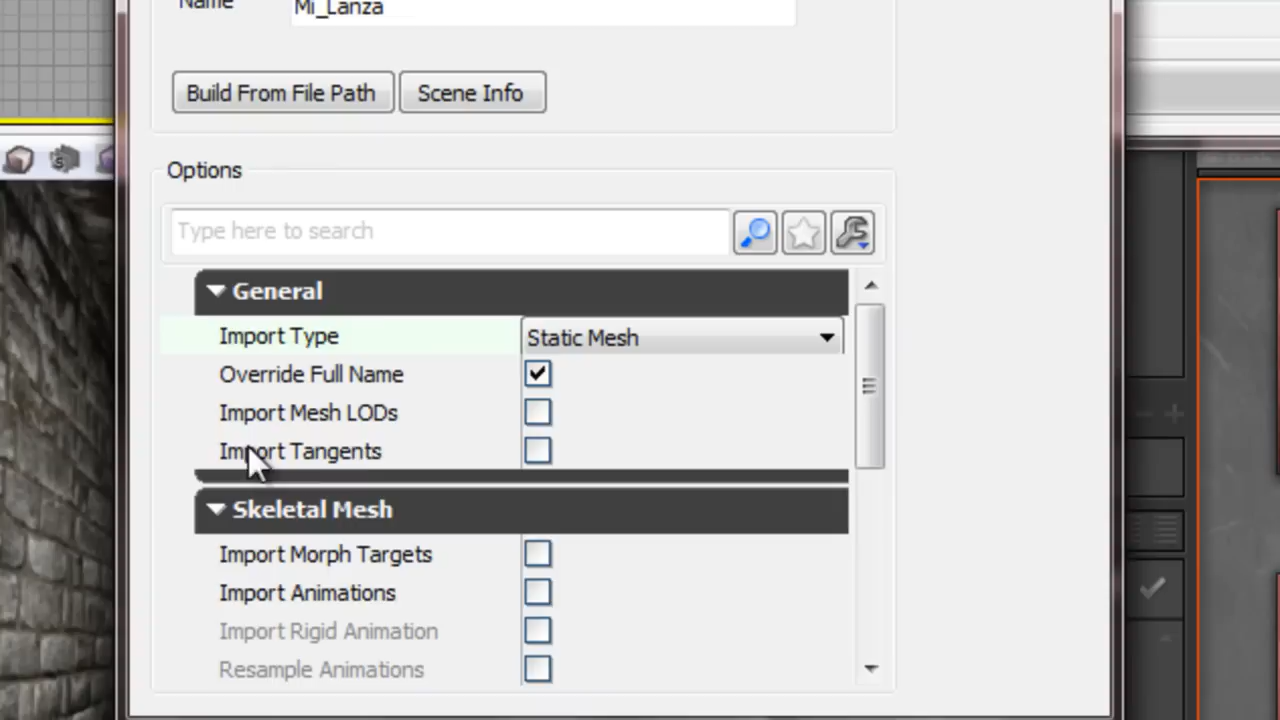 Name Mi_Lanza
Build From File Path Scene Info
Options
Type here to search
General
Import Type Static Mesh
Override Full Name
Import Mesh LODs
Import Tangents
Skeletal Mesh
Import Morph Targets
Import Animations
Import Rigid Animation
Resample Animations